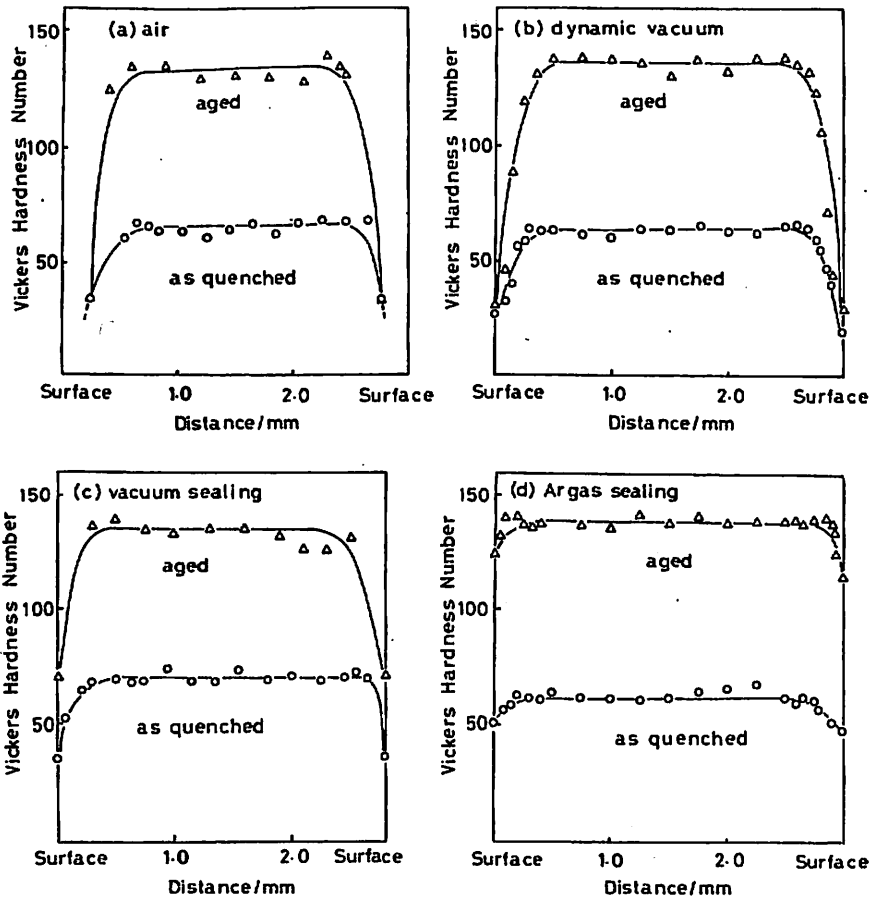 (a) air
150
100
50
aged
as quenched
Vickers Hardness Number
Surface 1.0 2.0 Surface
Distance/mm
(b) dynamic vacuum
150
100
50
aged
as quenched
Vickers Hardness Number
Surface 1.0 2.0 Surface
Distance/mm
(c) vacuum sealing
150
100
50
aged
as quenched
Vickers Hardness Number
Surface 1.0 2.0 Surface
Distance/mm
(d) Argas sealing
150
100
50
aged
as quenched
Vickers Hardness Number
Surface 1.0 2.0 Surface
Distance/mm